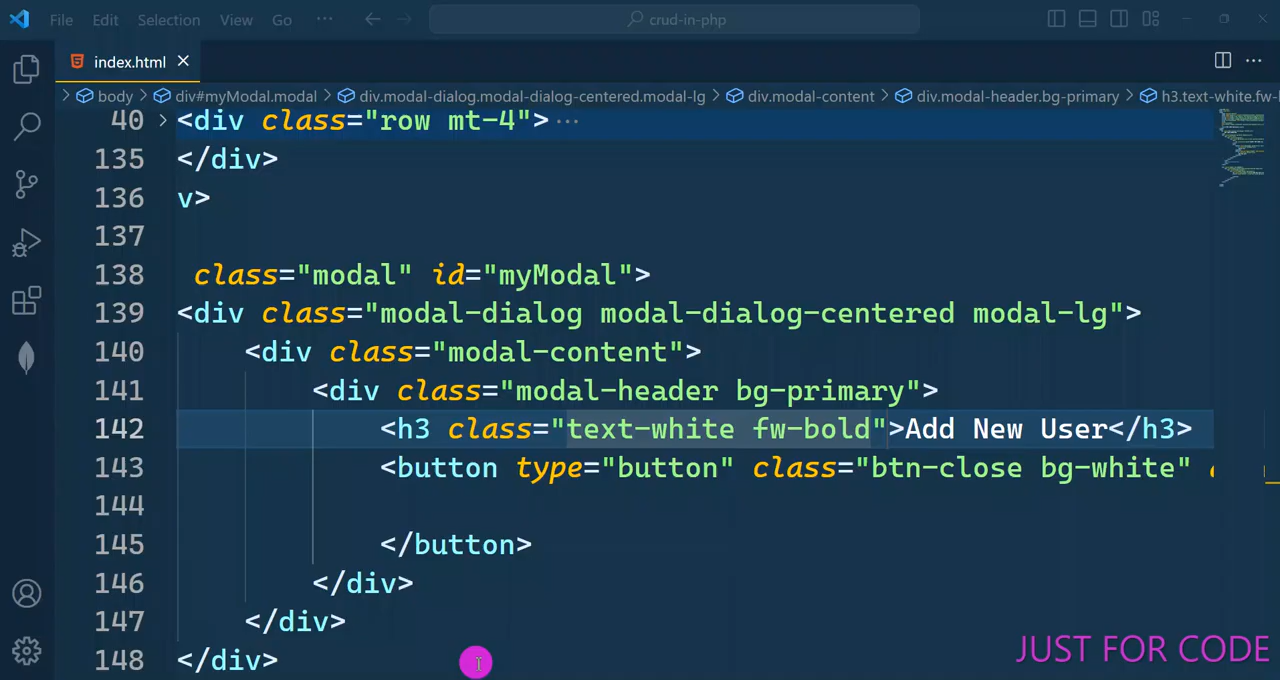 File Edit Selection View Go ··· crud-in-php
index.html
body > div#myModal.modal > div.modal-dialog.modal-dialog-centered.modal-lg > div.modal-content > div.modal-header.bg-primary > h3.text-white.fw-
40 <div class="row mt-4">···
135 </div>
136 v>
137
138 class="modal" id="myModal">
139 <div class="modal-dialog modal-dialog-centered modal-lg">
140 <div class="modal-content">
141 <div class="modal-header bg-primary">
142 <h3 class="text-white fw-bold">Add New User</h3>
143 <button type="button" class="btn-close bg-white"
144
145 </button>
146 </div>
147 </div>
148 </div>
JUST FOR CODE